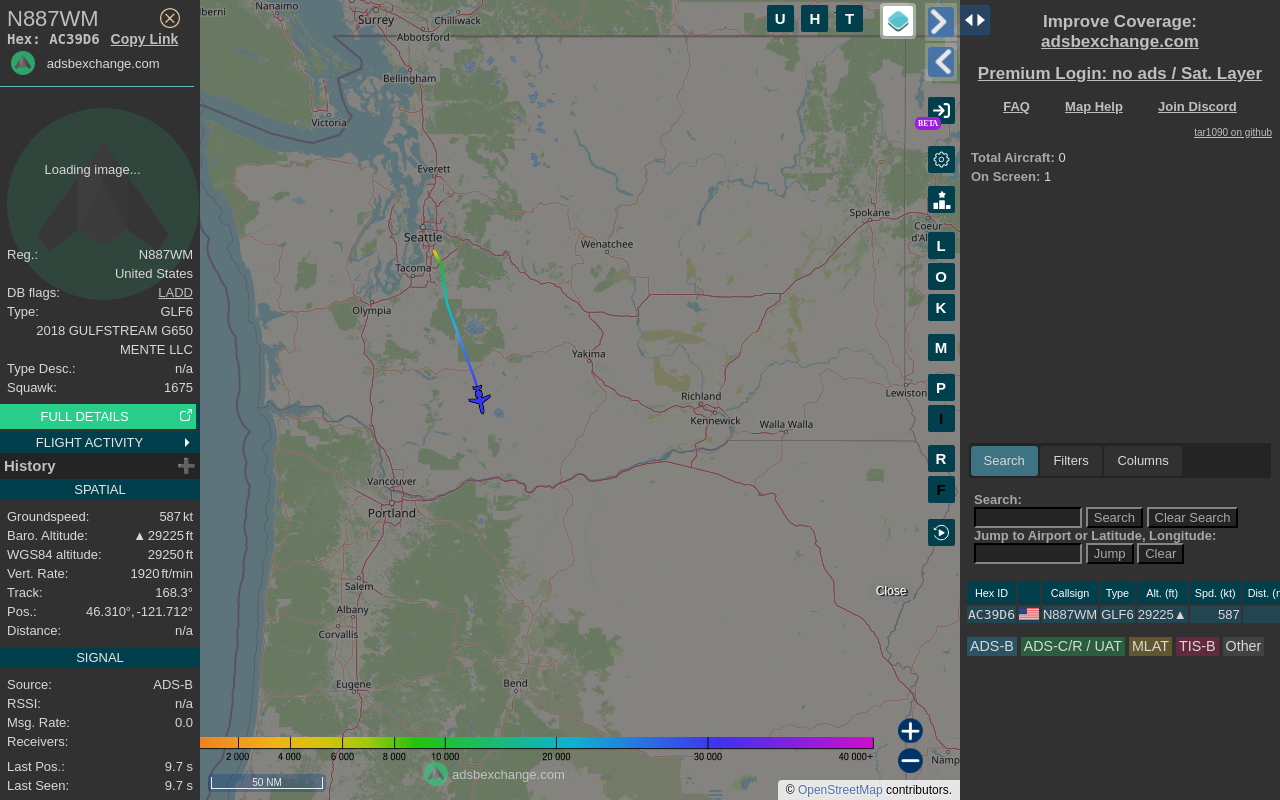 N887WM
Hex: AC39D6 Copy Link
adsbexchange.com
Loading image...
Reg.: N887WM
United States
DB flags: LADD
Type: GLF6
2018 GULFSTREAM G650
MENTE LLC
Type Desc.: n/a
Squawk: 1675
FULL DETAILS
FLIGHT ACTIVITY
History
SPATIAL
Groundspeed: 587 kt
Baro. Altitude: ▲ 29225 ft
WGS84 altitude: 29250 ft
Vert. Rate: 1920 ft/min
Track: 168.3°
Pos.: 46.310°, -121.712°
Distance: n/a
SIGNAL
Source: ADS-B
RSSI: n/a
Msg. Rate: 0.0
Receivers:
Last Pos.: 9.7 s
Last Seen: 9.7 s
berni
Nanaimo
Surrey
Chilliwack
Abbotsford
Bellingham
Victoria
Everett
Seattle
Tacoma
Olympia
Wenatchee
Spokane
Coeur
d'Al
Yakima
Richland
Kennewick
Walla Walla
Lewiston
Vancouver
Portland
Salem
Albany
Corvallis
Eugene
Bend
Namp
U H T
BETA
L
O
K
M
P
I
R
F
Close
2 000 4 000 6 000 8 000 10 000 20 000 30 000 40 000+
50 NM
adsbexchange.com
© OpenStreetMap contributors.
Improve Coverage:
adsbexchange.com
Premium Login: no ads / Sat. Layer
FAQ Map Help Join Discord
tar1090 on github
Total Aircraft: 0
On Screen: 1
Search Filters Columns
Search:
Search Clear Search
Jump to Airport or Latitude, Longitude:
Jump Clear
Hex ID Callsign Type Alt. (ft) Spd. (kt) Dist. (n
AC39D6 N887WM GLF6 29225▲ 587
ADS-B ADS-C/R / UAT MLAT TIS-B Other